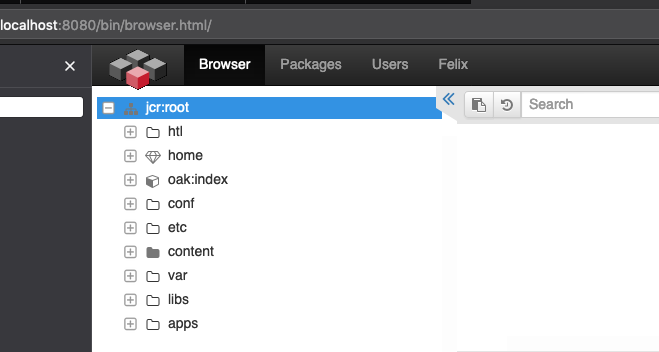 localhost:8080/bin/browser.html/
Browser Packages Users Felix
jcr:root
Search
htl
home
oak:index
conf
etc
content
var
libs
apps